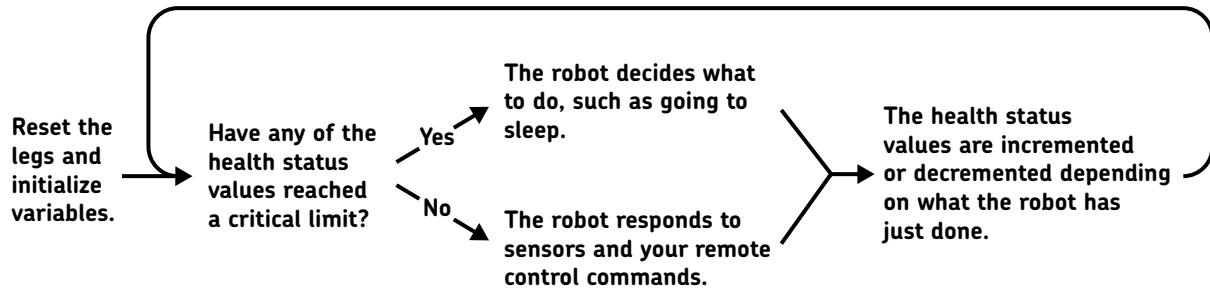 Reset the
legs and
initialize
variables.
Have any of the
health status
values reached
a critical limit?
Yes
No
The robot decides what
to do, such as going to
sleep.
The robot responds to
sensors and your remote
control commands.
The health status
values are incremented
or decremented depending
on what the robot has
just done.